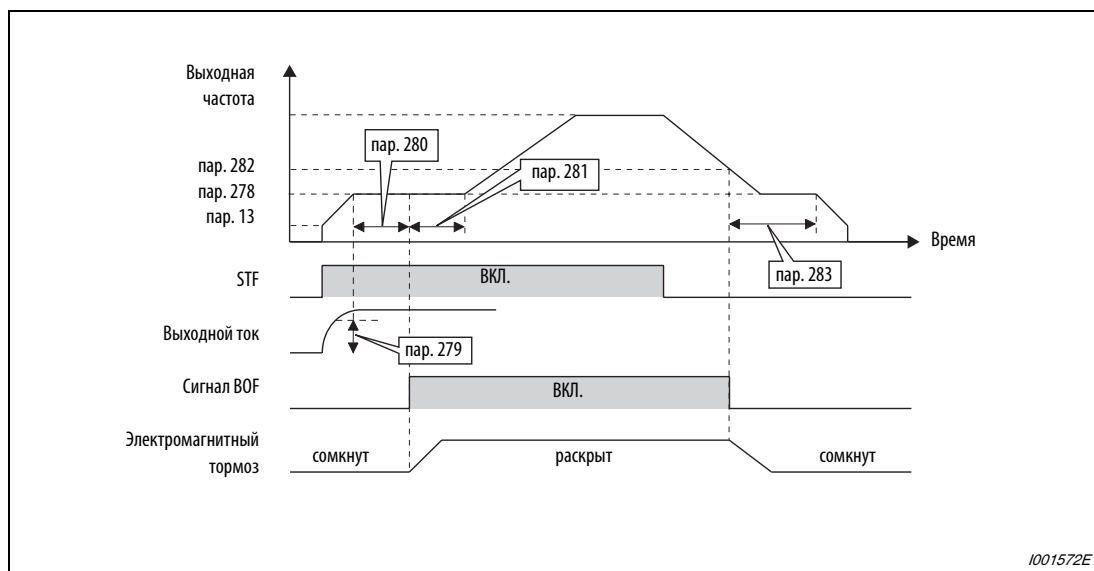 Выходная
частота
пар. 280
пар. 282
пар. 281
пар. 278
пар. 13
Время
пар. 283
STF
ВКЛ.
Выходной ток
пар. 279
Сигнал BOF
ВКЛ.
Электромагнитный
тормоз
сомкнут
раскрыт
сомкнут
I001572E